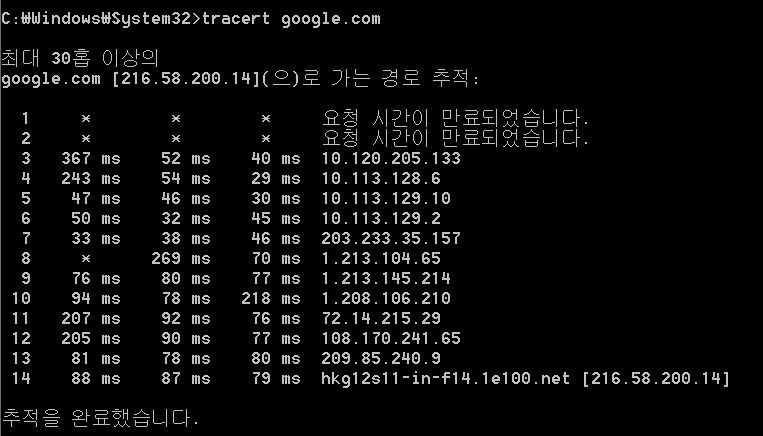 C:₩Windows₩System32>tracert google.com
최대 30홉 이상의
google.com [216.58.200.14](으)로 가는 경로 추적:
1 * * * 요청 시간이 만료되었습니다.
2 * * * 요청 시간이 만료되었습니다.
3 367 ms 52 ms 40 ms 10.120.205.133
4 243 ms 54 ms 29 ms 10.113.128.6
5 47 ms 46 ms 30 ms 10.113.129.10
6 50 ms 32 ms 45 ms 10.113.129.2
7 33 ms 38 ms 46 ms 203.233.35.157
8 * 269 ms 70 ms 1.213.104.65
9 76 ms 80 ms 77 ms 1.213.145.214
10 94 ms 78 ms 218 ms 1.208.106.210
11 207 ms 92 ms 76 ms 72.14.215.29
12 205 ms 90 ms 77 ms 108.170.241.65
13 81 ms 78 ms 80 ms 209.85.240.9
14 88 ms 87 ms 79 ms hkg12s11-in-f14.1e100.net [216.58.200.14]
추적을 완료했습니다.